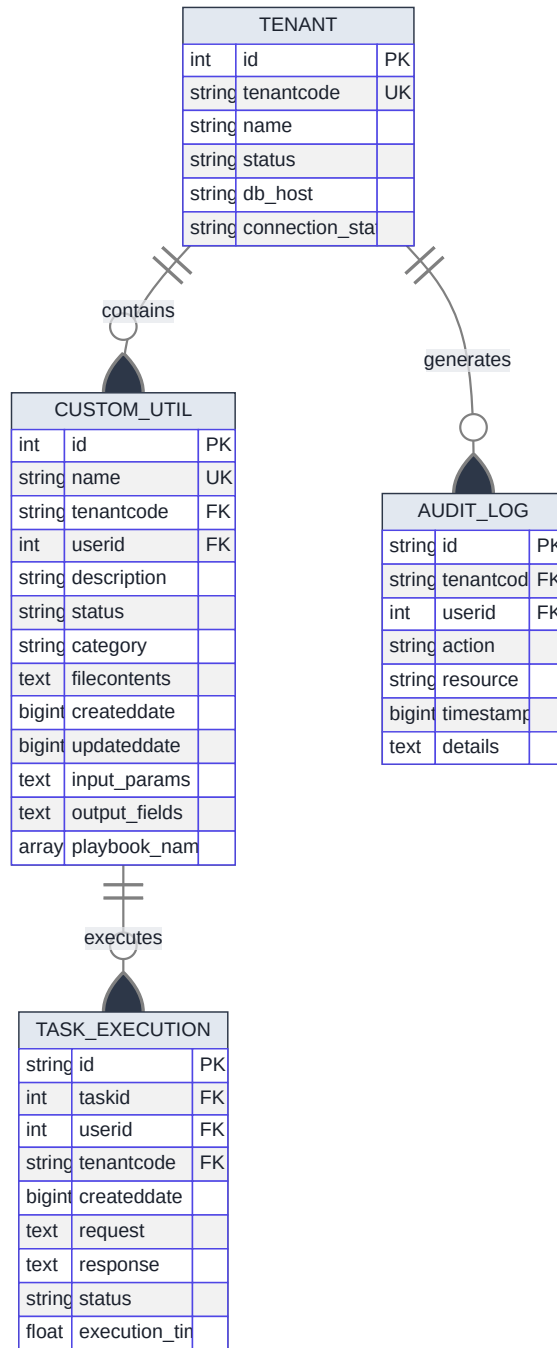 TENANT
int id PK
string tenantcode UK
string name
string status
string db_host
string connection_sta
contains
generates
CUSTOM_UTIL
int id PK
string name UK
string tenantcode FK
int userid FK
string description
string status
string category
text filecontents
bigint createddate
bigint updateddate
text input_params
text output_fields
array playbook_nam
AUDIT_LOG
string id PK
string tenantcod FK
int userid FK
string action
string resource
bigint timestamp
text details
executes
TASK_EXECUTION
string id PK
int taskid FK
int userid FK
string tenantcode FK
bigint createddate
text request
text response
string status
float execution_tim